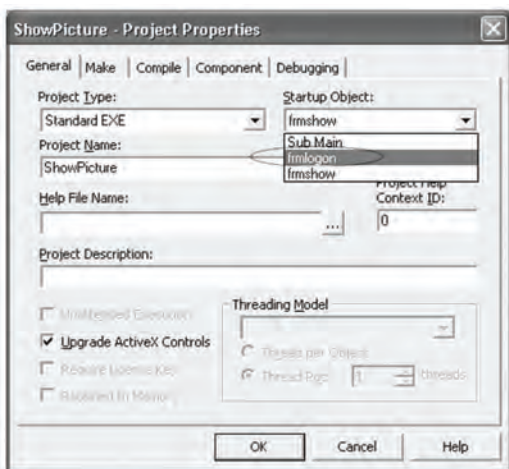 ShowPicture - Project Properties
General Make Compile Component Debugging
Project Type:
Standard EXE
Startup Object:
frmshow
Sub Main
frmlogon
frmshow
Project Name:
ShowPicture
Project Help
Context ID:
0
Help File Name:
...
Project Description:
Unattended Execution
Upgrade ActiveX Controls
Require License Key
Retained In Memory
Threading Model
Thread per Object
Thread Pool 1 threads
OK Cancel Help